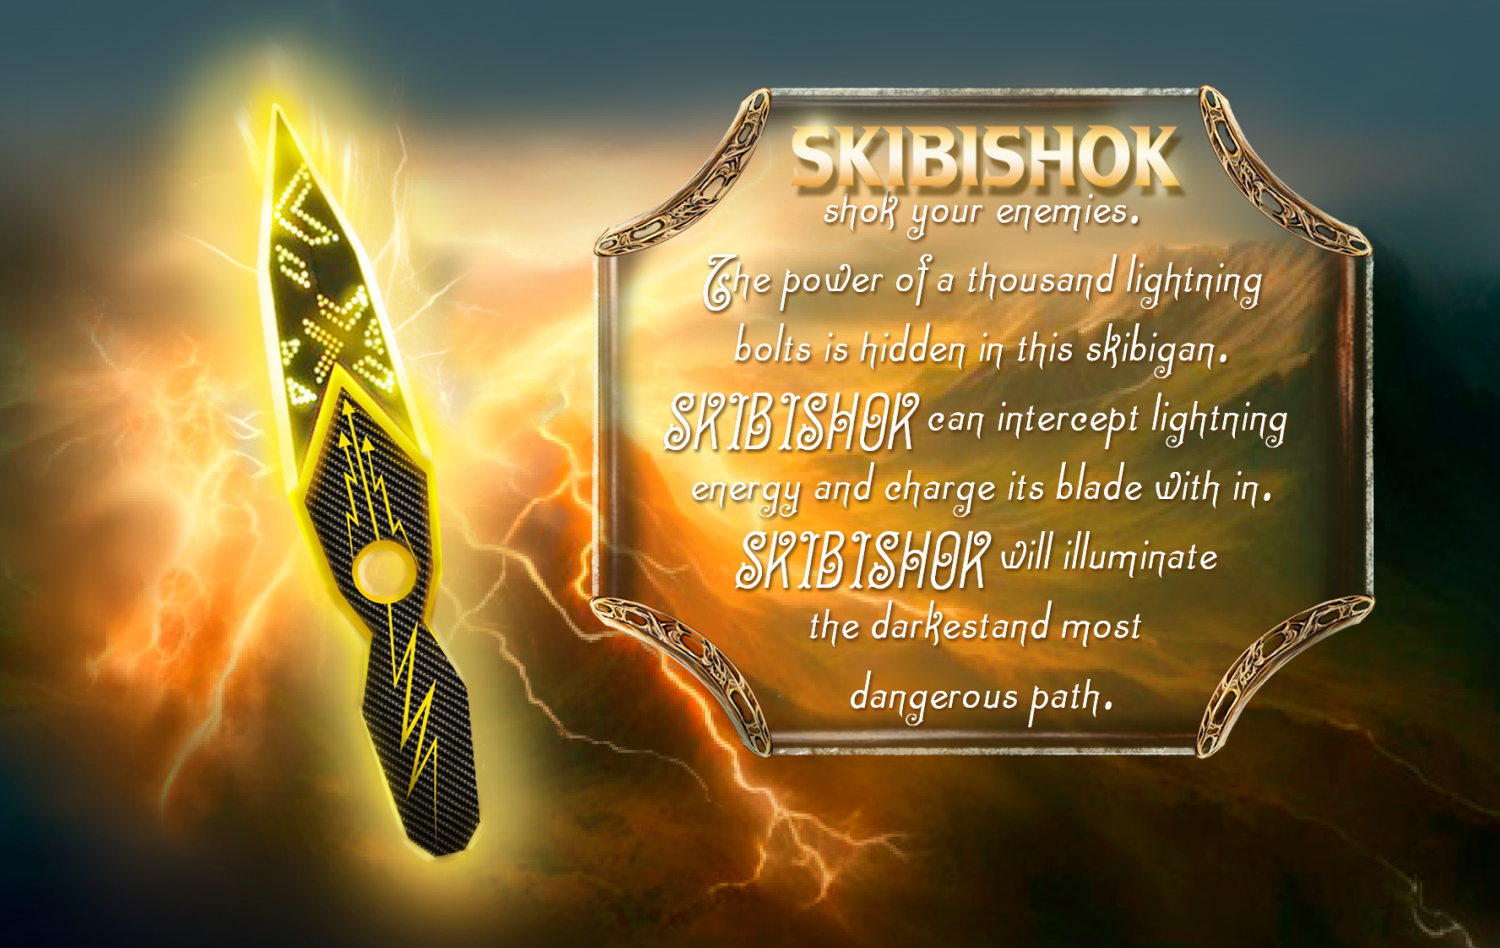 SKIBISHOK
shok your enemies.
The power of a thousand lightning
bolts is hidden in this skibigan.
SKIBISHOK can intercept lightning
energy and charge its blade with in.
SKIBISHOK will illuminate
the darkestand most
dangerous path.